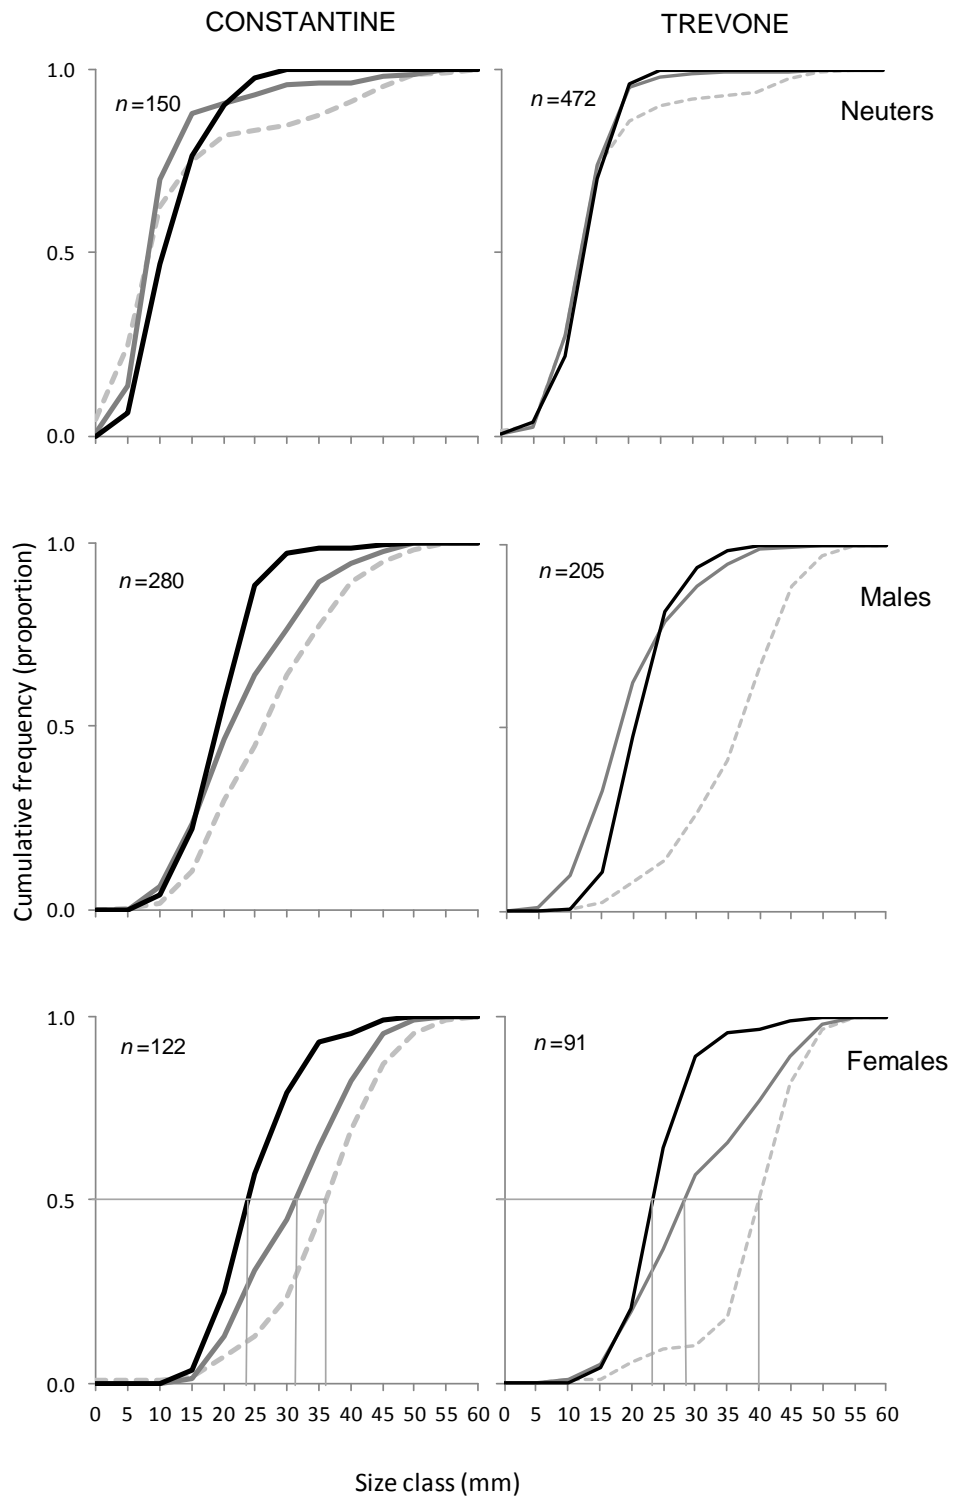 CONSTANTINE TREVONE
1.0
n=150
n=472
Neuters
0.5
0.0
Cumulative frequency (proportion)
1.0
n=280
n=205
Males
0.5
0.0
1.0
n=122
n=91
Females
0.5
0.0
0 5 10 15 20 25 30 35 40 45 50 55 60 0 5 10 15 20 25 30 35 40 45 50 55 60
Size class (mm)